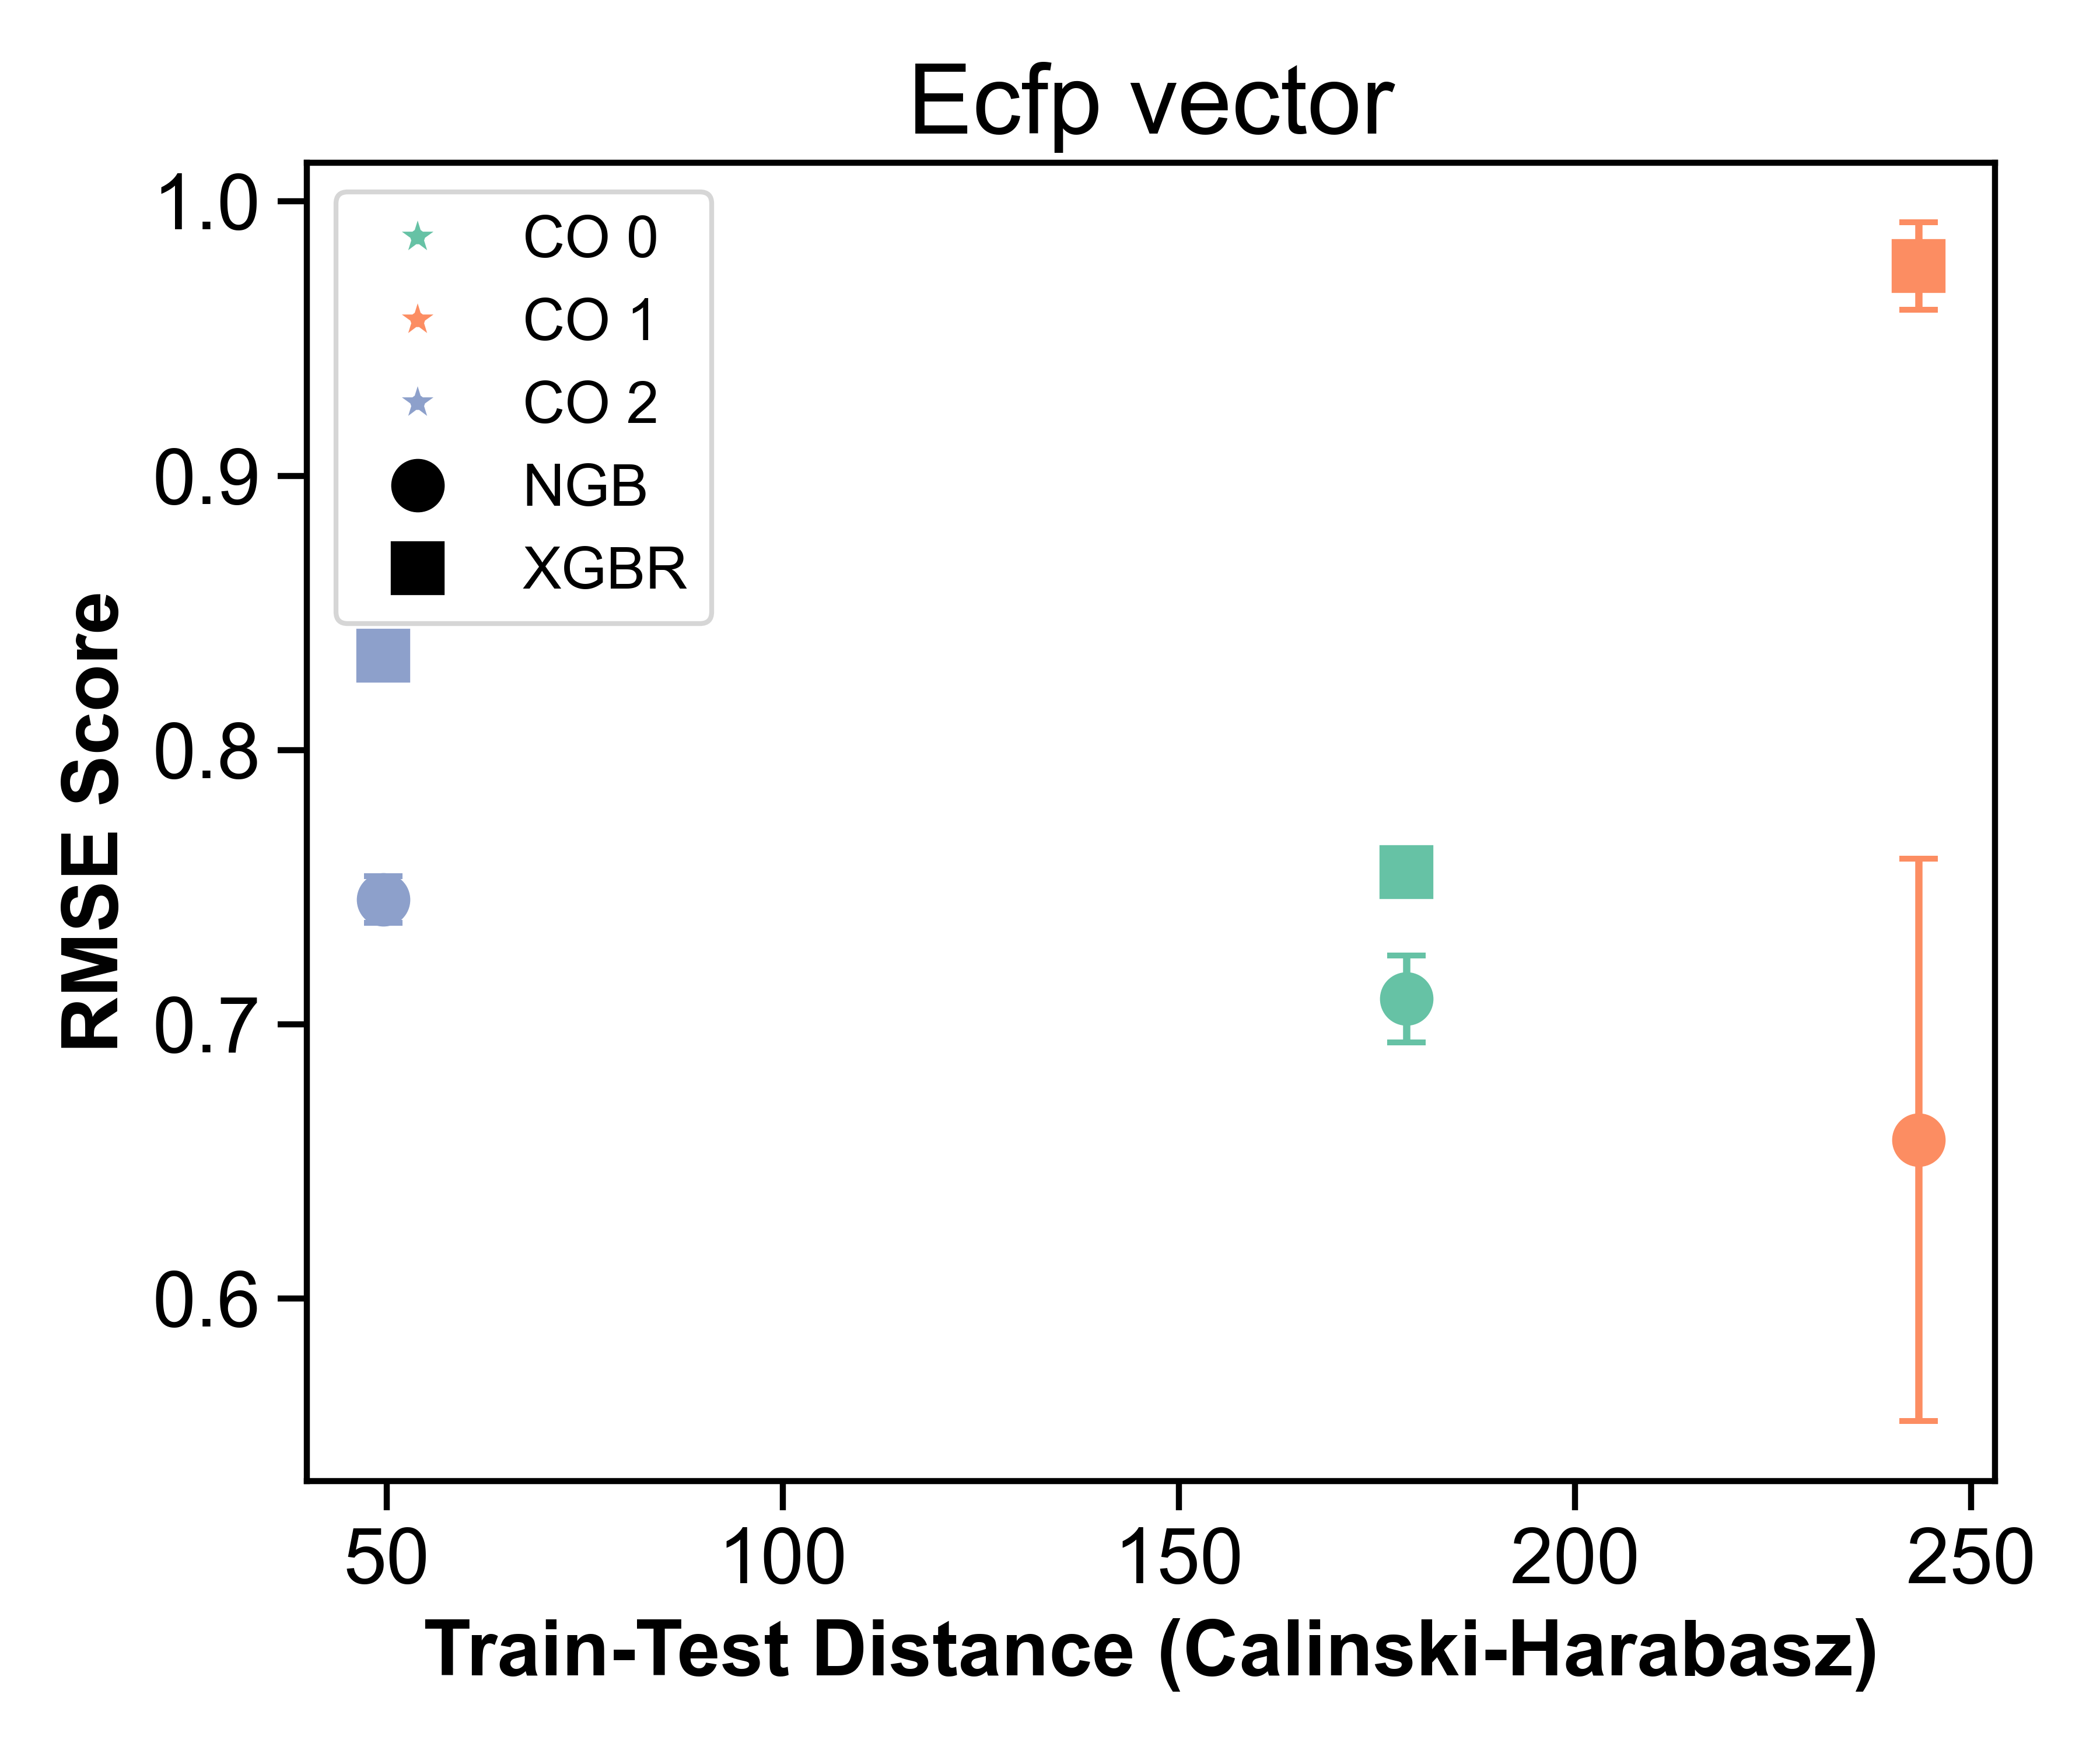 Ecfp vector
1.0
0.9
0.8
0.7
0.6
RMSE Score
CO 0
CO 1
CO 2
NGB
XGBR
50 100 150 200 250
Train-Test Distance (Calinski-Harabasz)